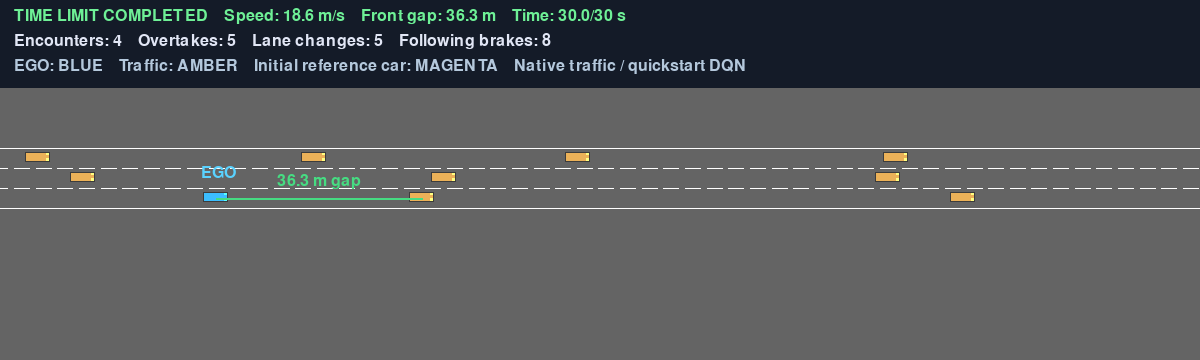 TIME LIMIT COMPLETED Speed: 18.6 m/s Front gap: 36.3 m Time: 30.0/30 s
Encounters: 4 Overtakes: 5 Lane changes: 5 Following brakes: 8
EGO: BLUE Traffic: AMBER Initial reference car: MAGENTA Native traffic / quickstart DQN
EGO
36.3 m gap